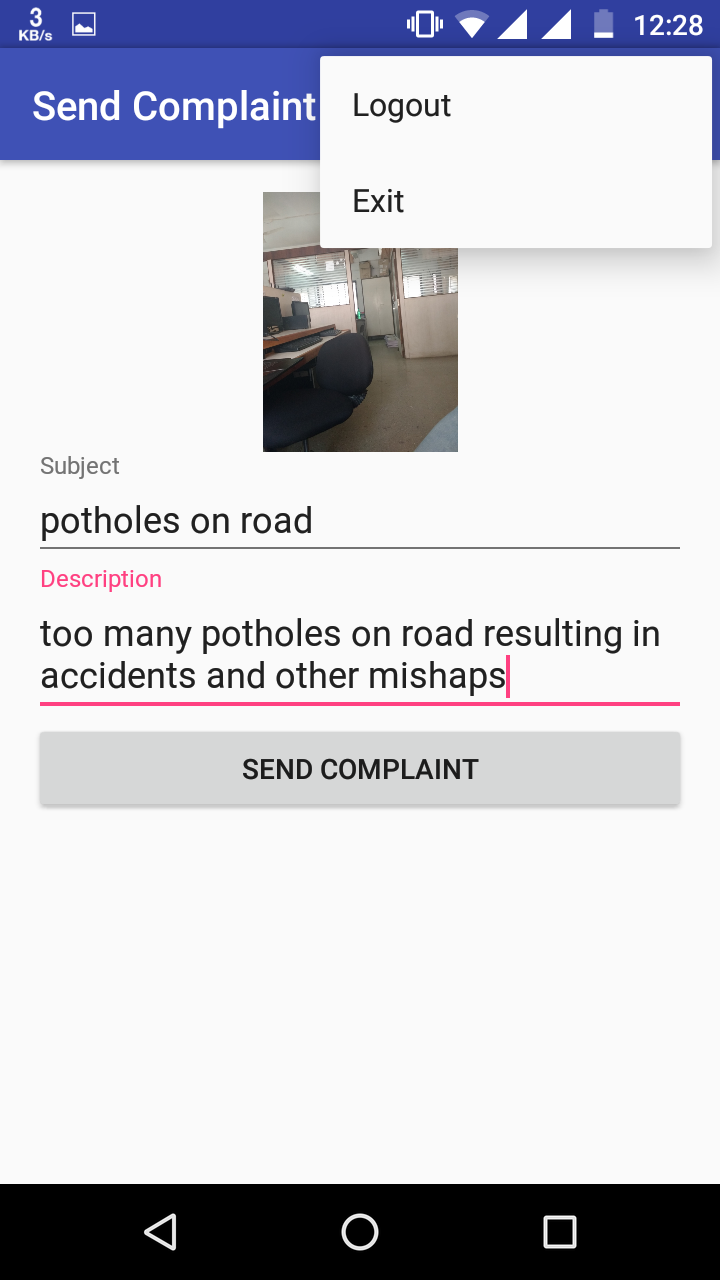 3
KB/s
12:28
Send Complaint
Logout
Exit
Subject
potholes on road
Description
too many potholes on road resulting in
accidents and other mishaps
SEND COMPLAINT